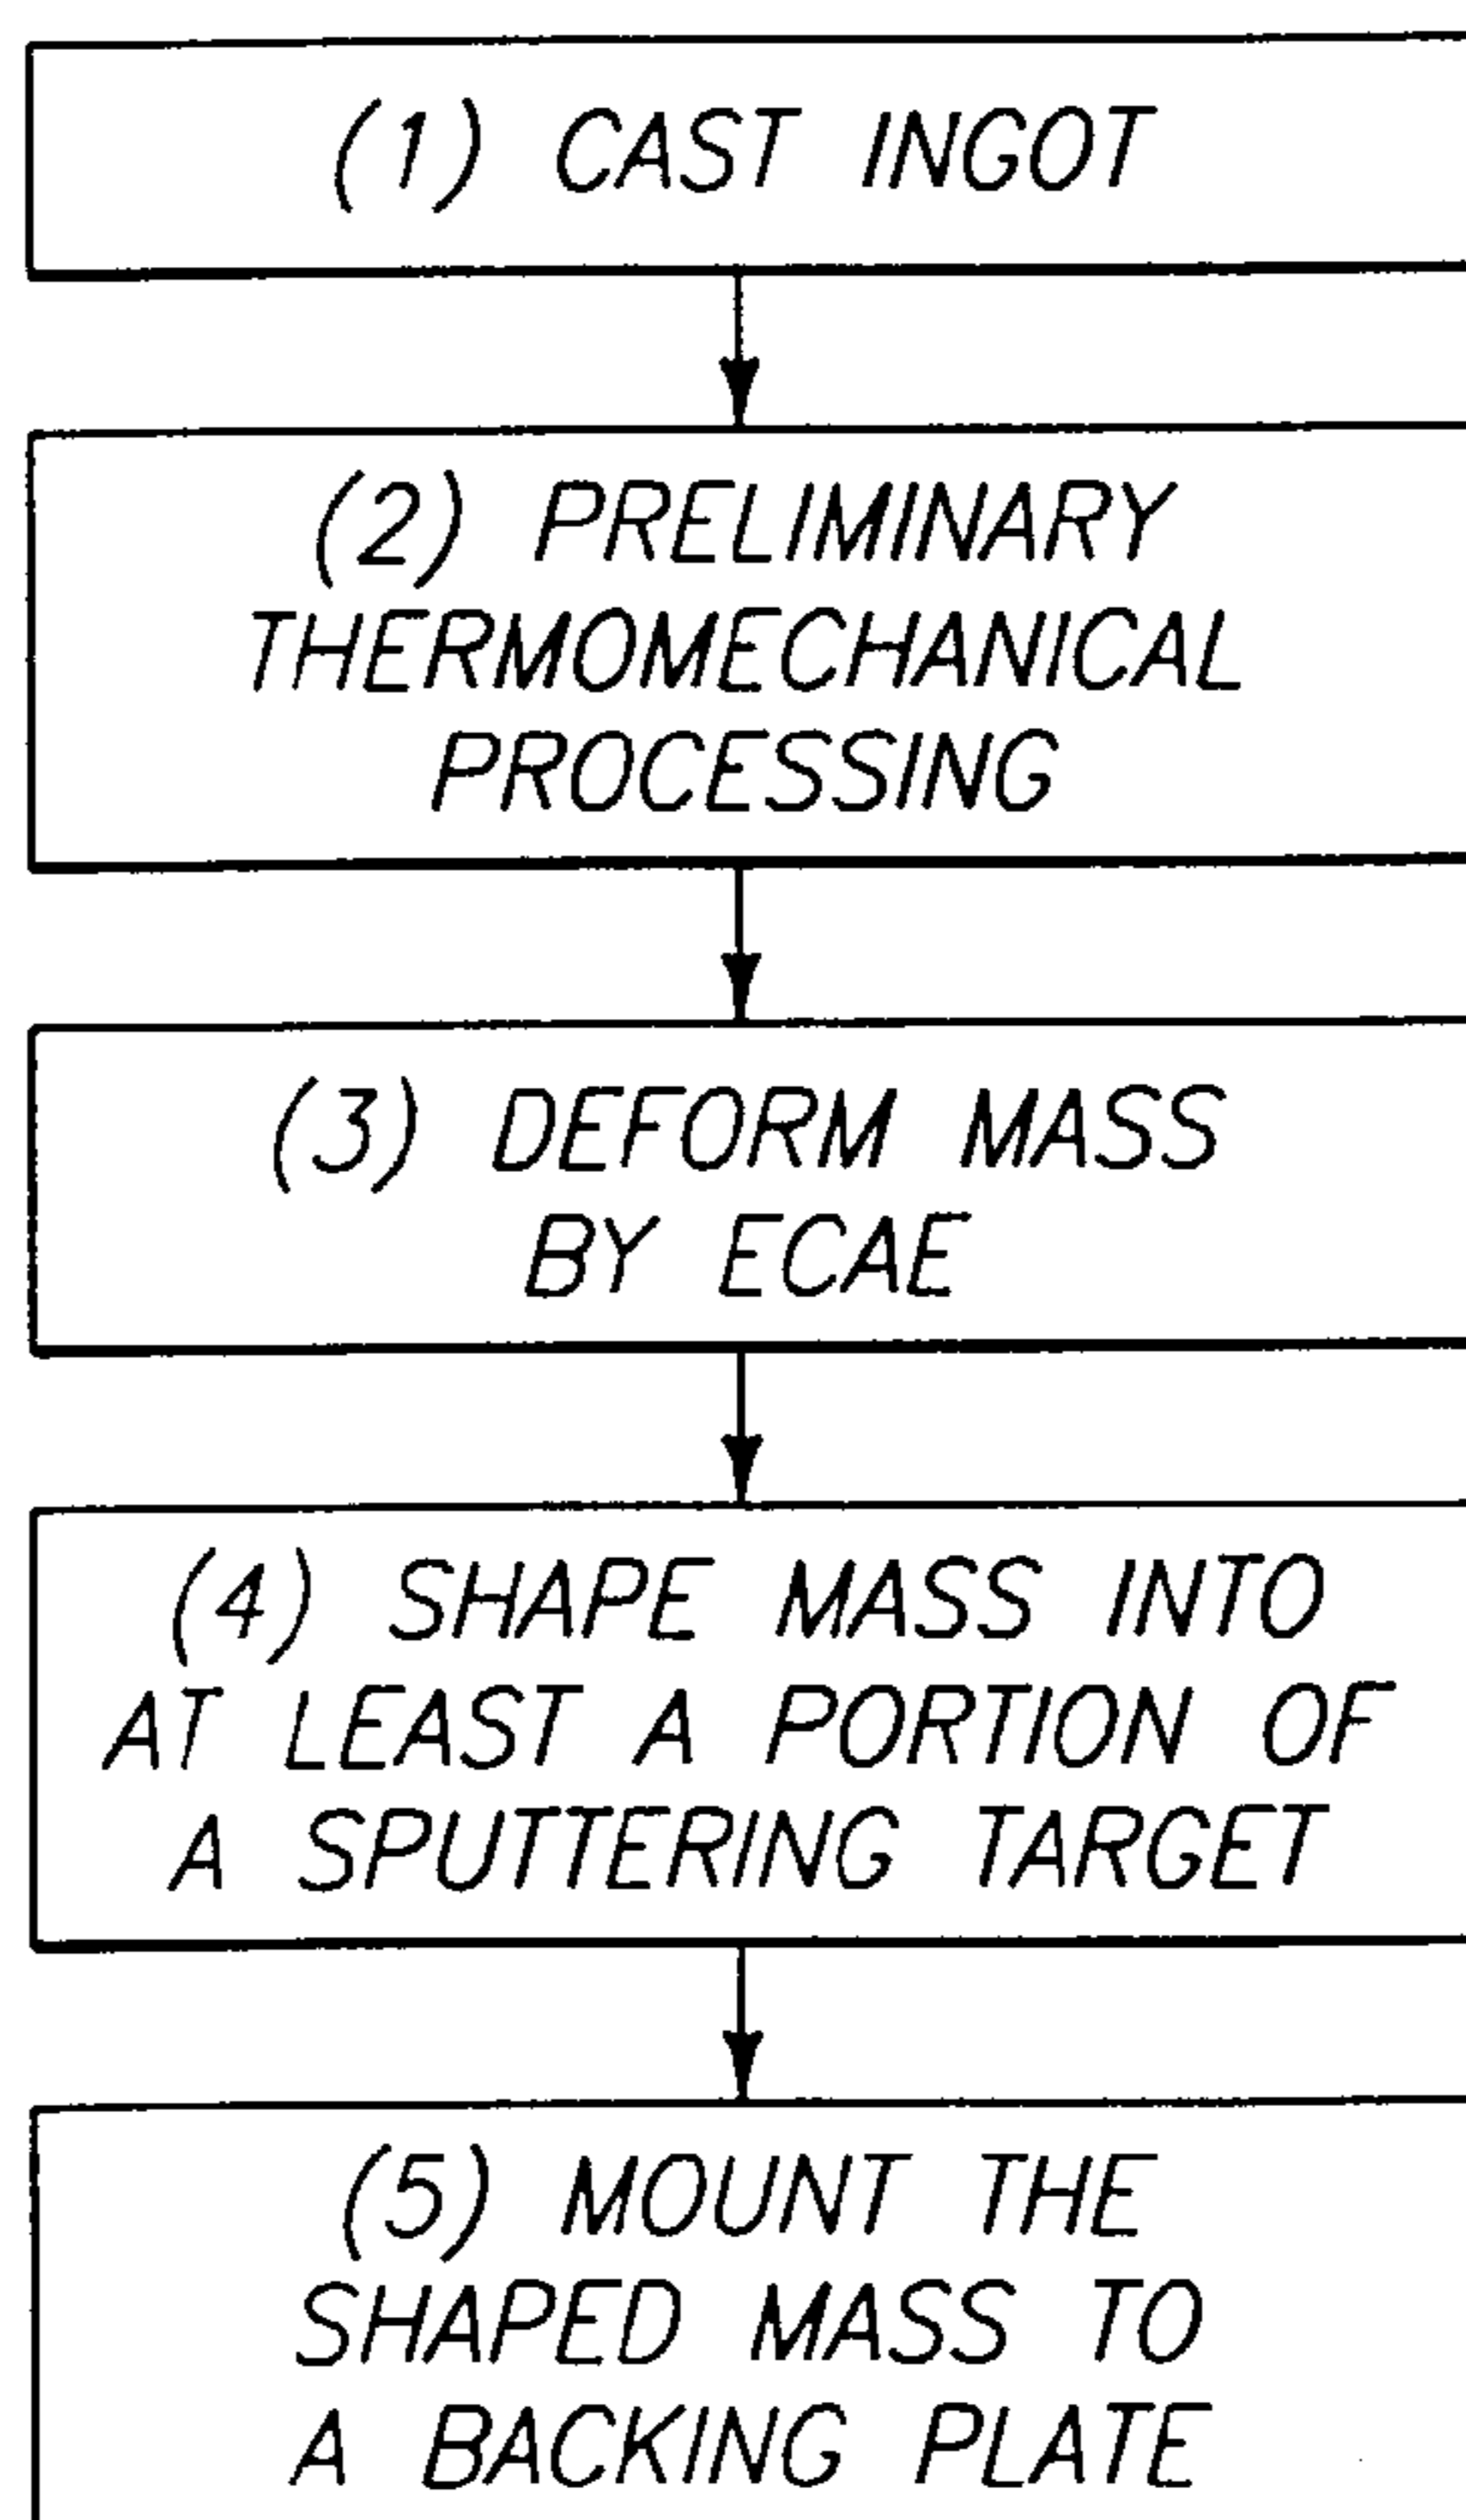 (1) CAST INGOT
(2) PRELIMINARY
THERMOMECHANICAL
PROCESSING
(3) DEFORM MASS
BY ECAE
(4) SHAPE MASS INTO
AT LEAST A PORTION OF
A SPUTTERING TARGET
(5) MOUNT THE
SHAPED MASS TO
A BACKING PLATE